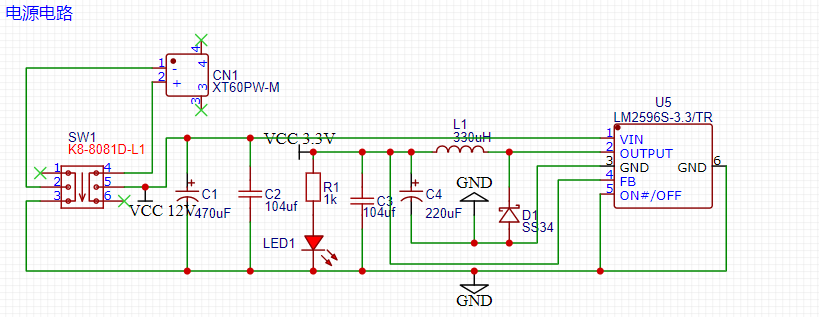 电源电路
4
1
-
4
CN1
2
+
3
XT60PW-M
3
U5
LM2596S-3.3/TR
SW1
K8-8081D-L1
VCC 3.3V
L1
330uH
1
VIN
2
OUTPUT
3
GND
GND
6
4
FB
5
ON#/OFF
1
4
2
5
3
6
VCC 12V
C1
470uF
C2
104uf
R1
1k
C3
104uf
C4
220uF
GND
D1
SS34
LED1
GND